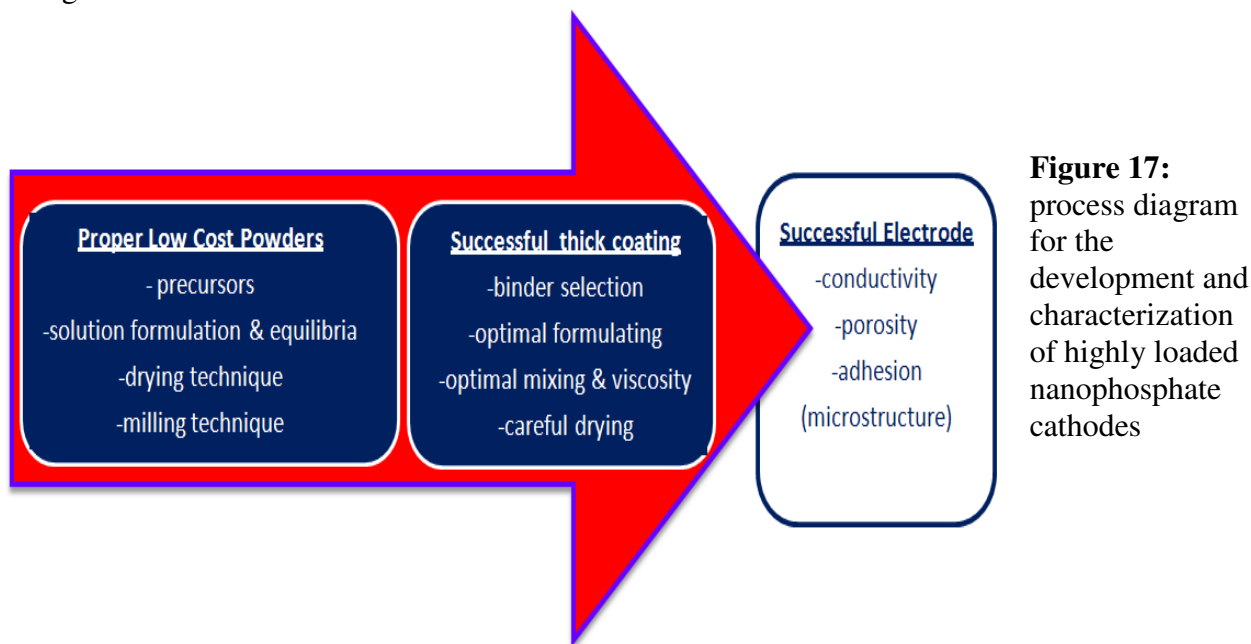 Proper Low Cost Powders
- precursors
-solution formulation & equilibria
-drying technique
-milling technique
Successful thick coating
-binder selection
-optimal formulating
-optimal mixing & viscosity
-careful drying
Successful Electrode
-conductivity
-porosity
-adhesion
(microstructure)
Figure 17:
process diagram
for the
development and
characterization
of highly loaded
nanophosphate
cathodes